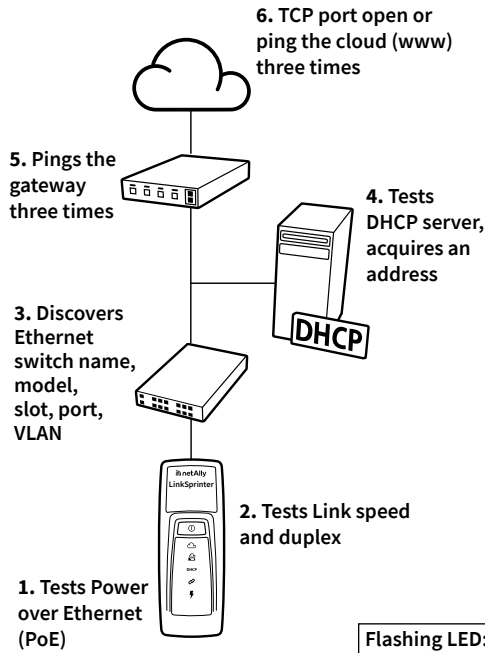 6. TCP port open or
ping the cloud (www)
three times
5. Pings the
gateway
three times
4. Tests
DHCP server,
acquires an
address
DHCP
3. Discovers
Ethernet
switch name,
model,
slot, port,
VLAN
netAlly
LinkSprinter
DHCP
2. Tests Link speed
and duplex
1. Tests Power
over Ethernet
(PoE)
Flashing LED: